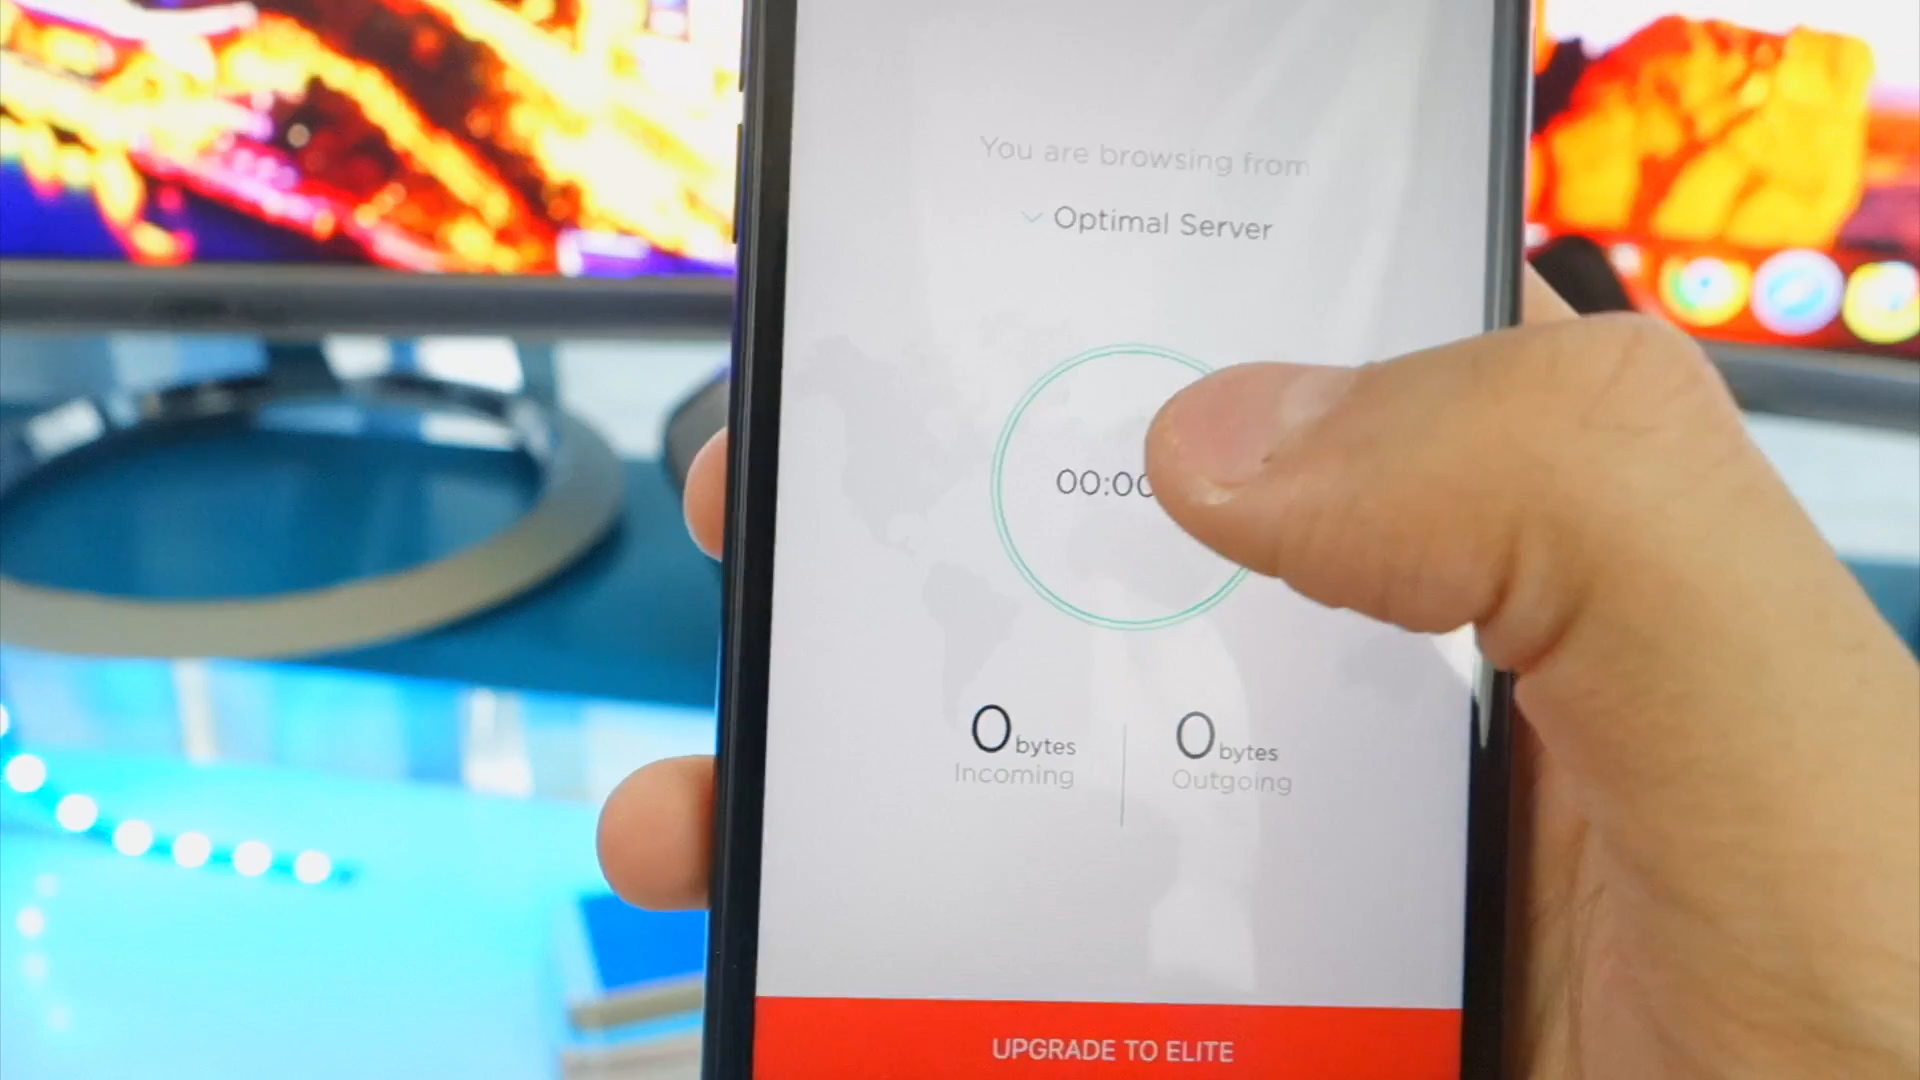 You are browsing from
Optimal Server
00:00
0 bytes
Incoming
0 bytes
Outgoing
UPGRADE TO ELITE